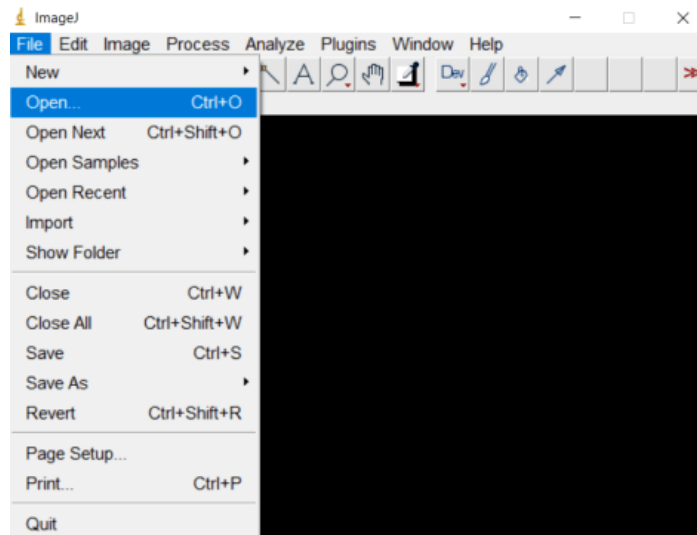 ImageJ
File Edit Image Process Analyze Plugins Window Help
New
A Dev
Open... Ctrl+O
Open Next Ctrl+Shift+O
Open Samples
Open Recent
Import
Show Folder
Close Ctrl+W
Close All Ctrl+Shift+W
Save Ctrl+S
Save As
Revert Ctrl+Shift+R
Page Setup...
Print... Ctrl+P
Quit